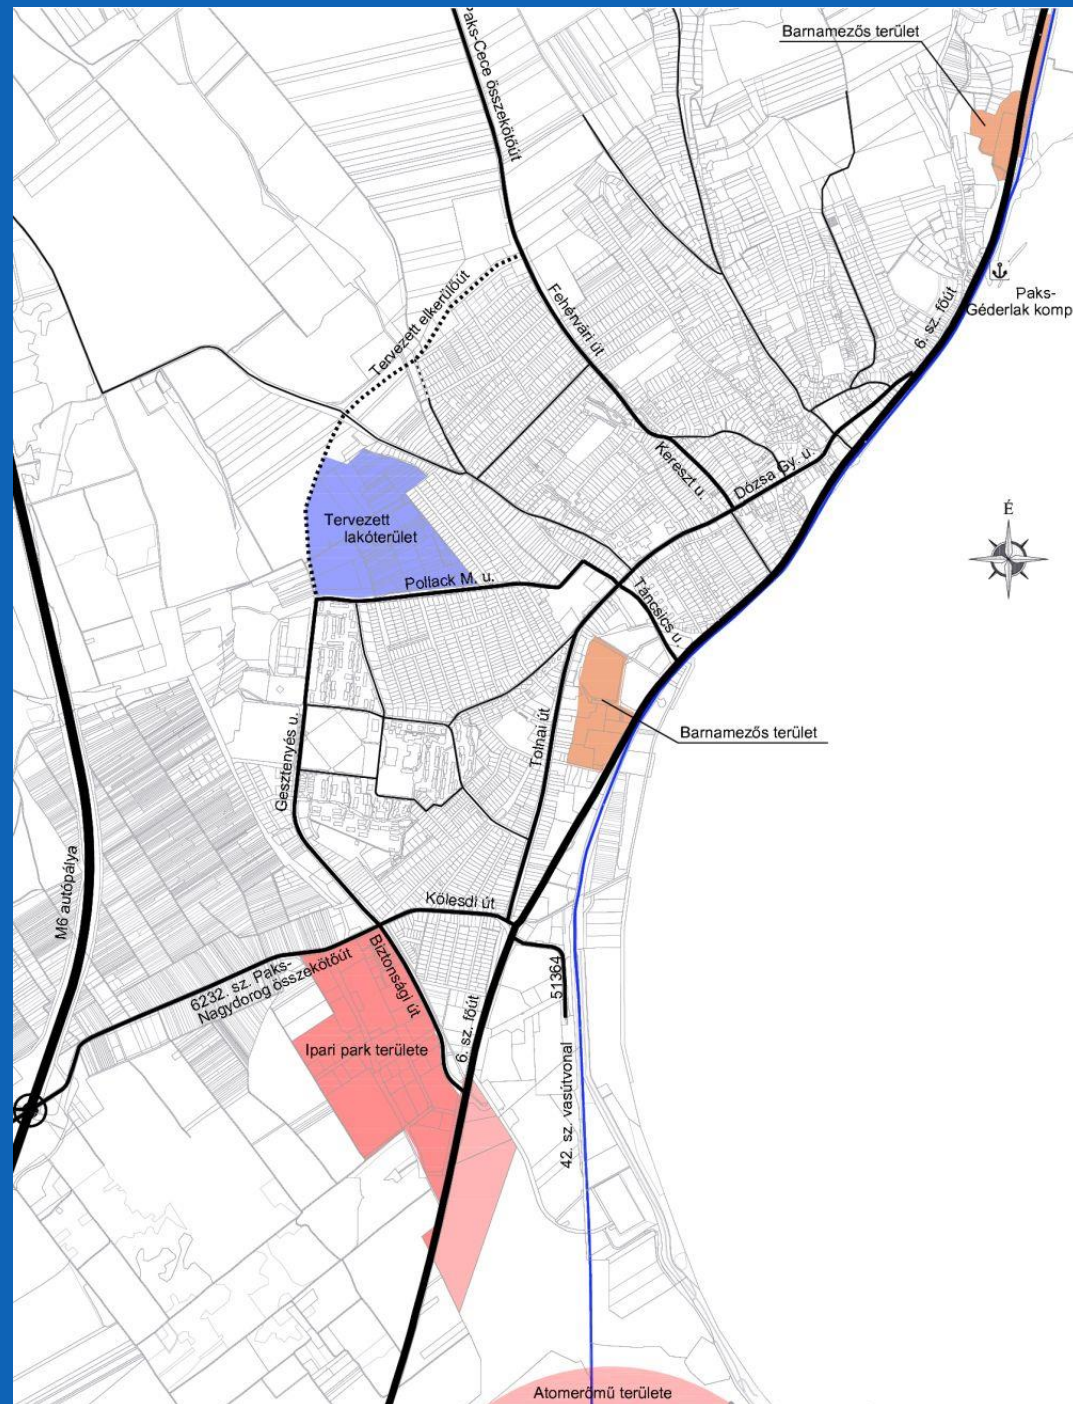 Barnamezős terület
Paks-Cece összekötőút
Paks-
Géderlak komp
6. sz. főút
Tervezett elkerülőút
Fehérvári út
Kereszt u.
Dózsa Gy. u.
É
Tervezett
lakóterület
Pollack M. u.
Táncsics u.
Gesztenyés u.
Tolnai út
Barnamezős terület
M6 autópálya
Kölesdi út
6232. sz. Paks-
Nagydorog összekötőút
Biztonsági út
51364
6. sz. főút
Ipari park területe
42. sz. vasútvonal
Atomerőmű területe